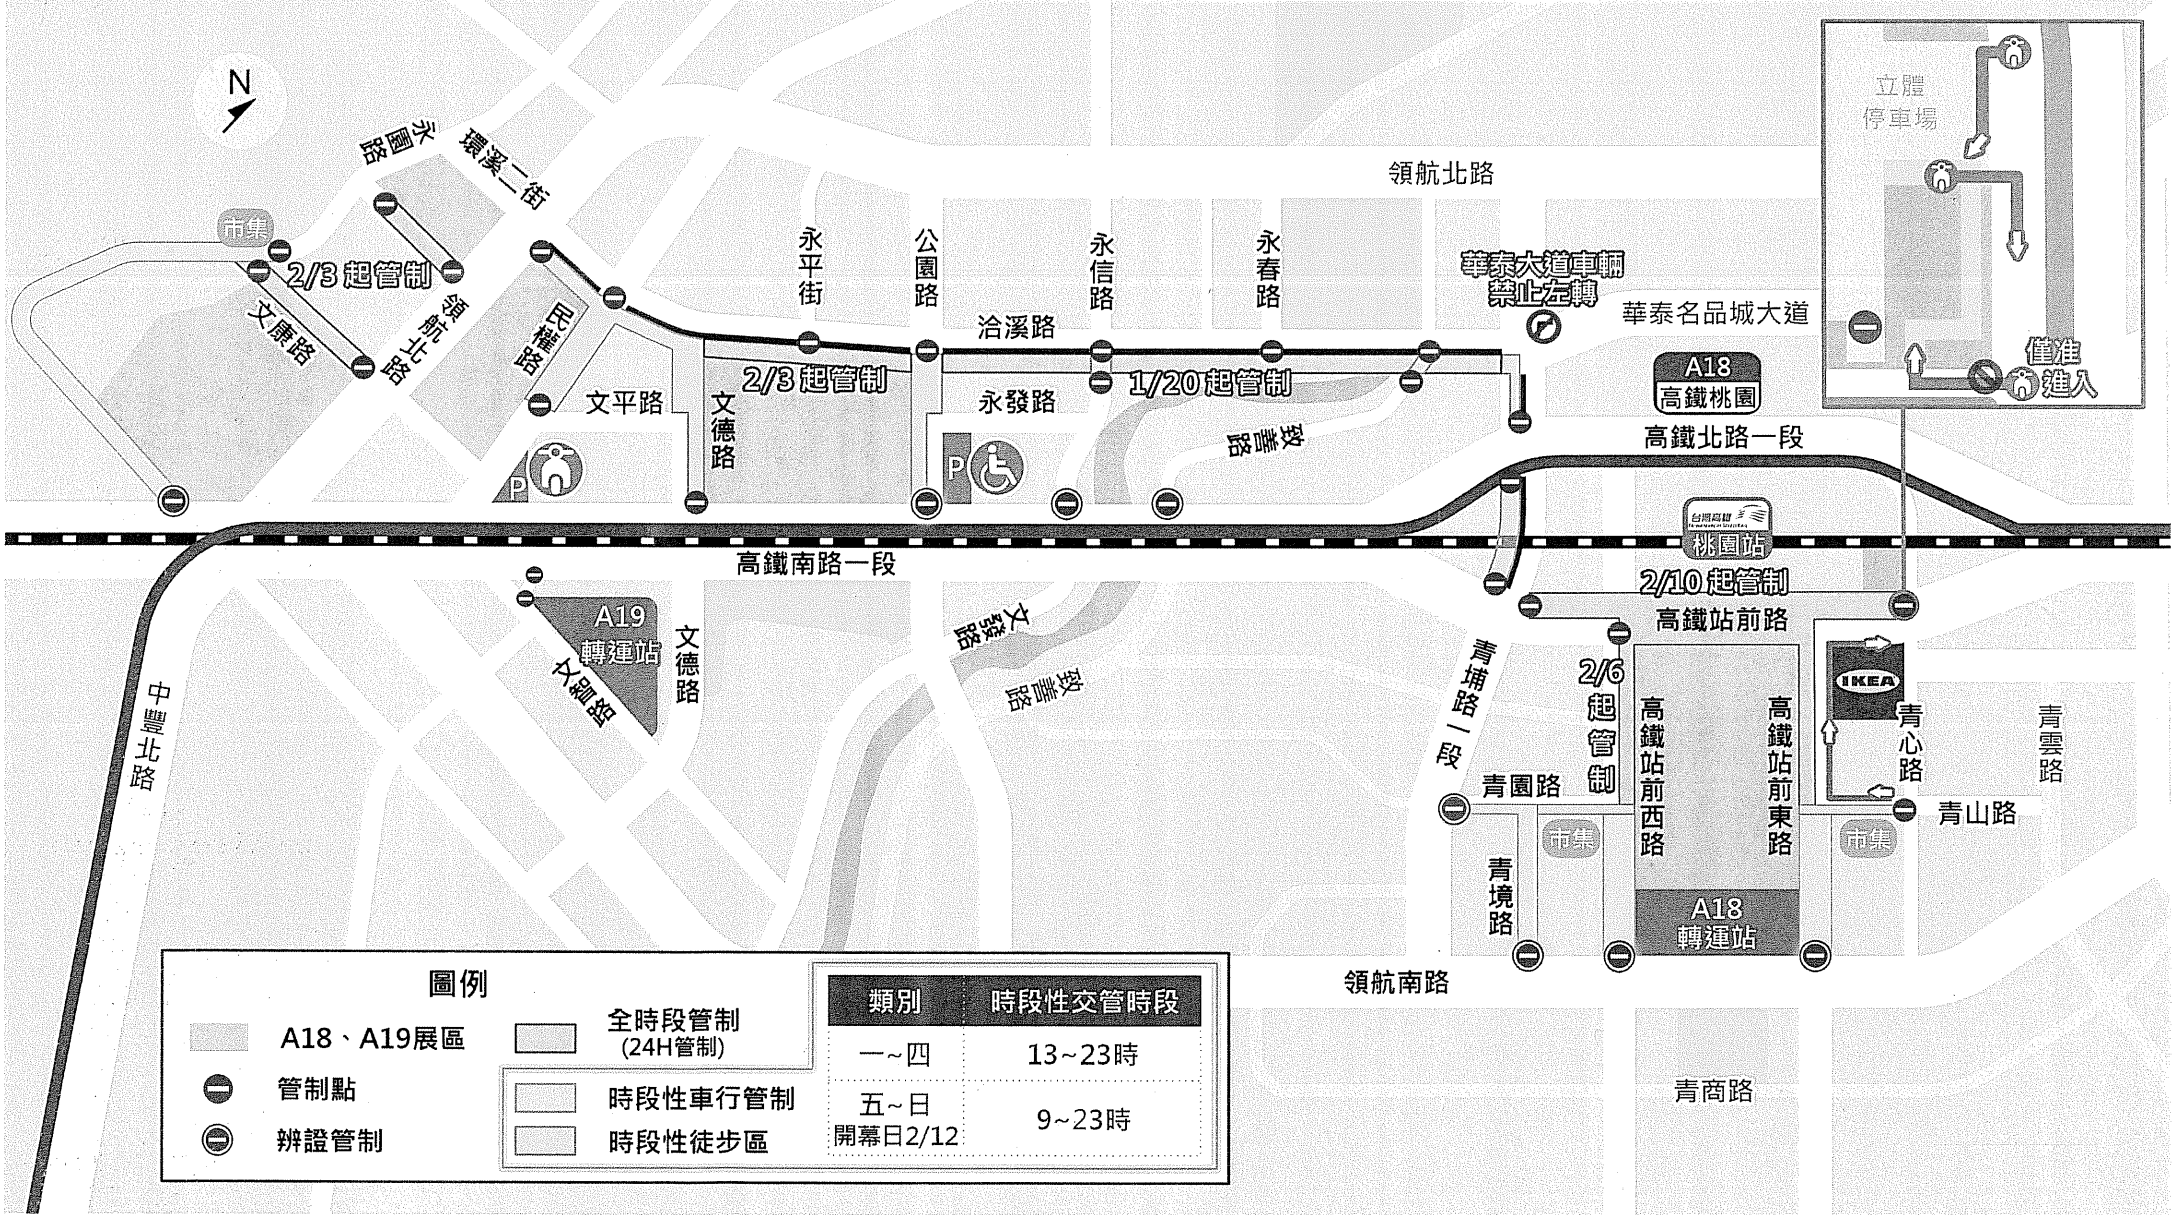 N
永園路
環溪二街
領航北路
立體
停車場
市集
2/3 起管制
文康路
領航北路
民權路
永平街
公園路
永信路
永春路
洽溪路
華泰大道車輛
禁止左轉
華泰名品城大道
僅准
進入
A18
高鐵桃園
2/3 起管制
1/20 起管制
文平路
文德路
永發路
致善路
高鐵北路一段
P
P
台灣高鐵
桃園站
高鐵南路一段
2/10 起管制
高鐵站前路
A19
轉運站
文智路
文德路
文發路
致善路
中豐北路
青埔路一段
2/6
起管制
高鐵站前西路
高鐵站前東路
IKEA
青心路
青雲路
青園路
青山路
市集
市集
青境路
A18
轉運站
領航南路
青商路
圖例
A18、A19展區
管制點
辨證管制
全時段管制
(24H管制)
時段性車行管制
時段性徒步區
類別 時段性交管時段
一~四 13~23時
五~日
開幕日2/12
9~23時